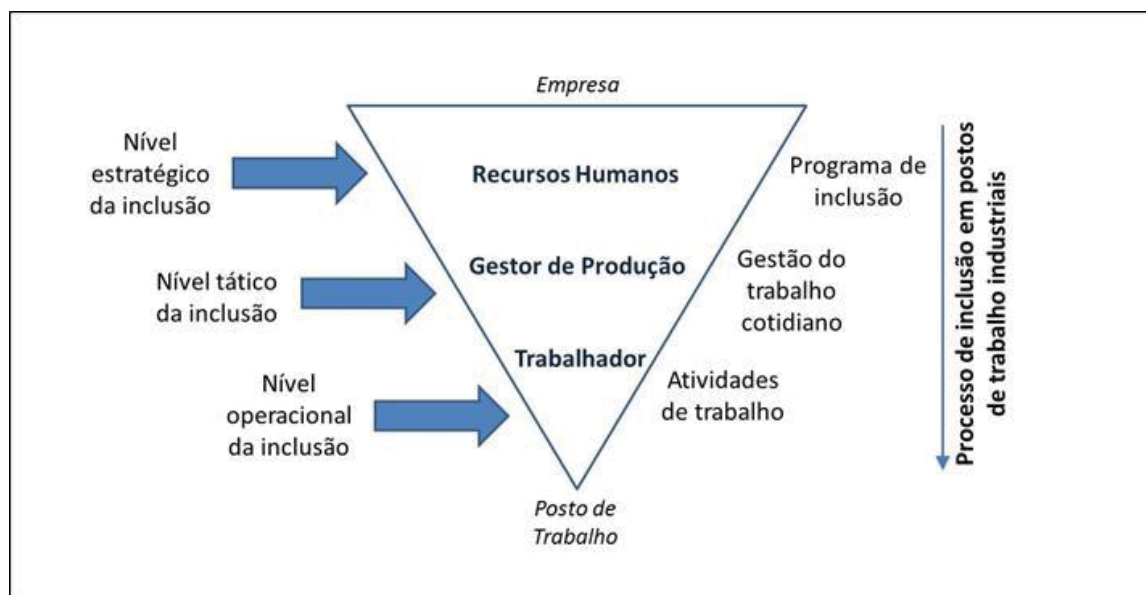 Empresa
Nível
estratégico
da inclusão
Recursos Humanos
Programa de
inclusão
Nível tático
da inclusão
Gestor de Produção
Gestão do
trabalho
cotidiano
Nível
operacional
da inclusão
Trabalhador
Atividades
de trabalho
Posto de
Trabalho
Processo de inclusão em postos
de trabalho industriais